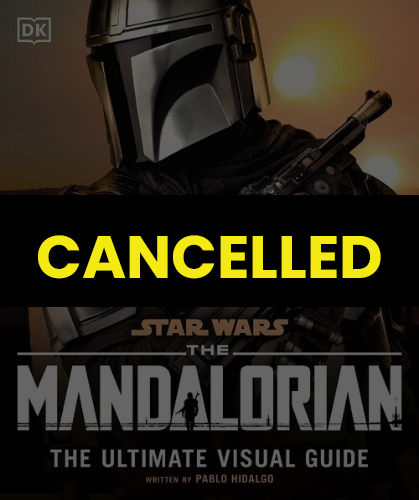 DK
CANCELLED
STAR WARS
THE
MANDALORIAN
THE ULTIMATE VISUAL GUIDE
WRITTEN BY PABLO HIDALGO